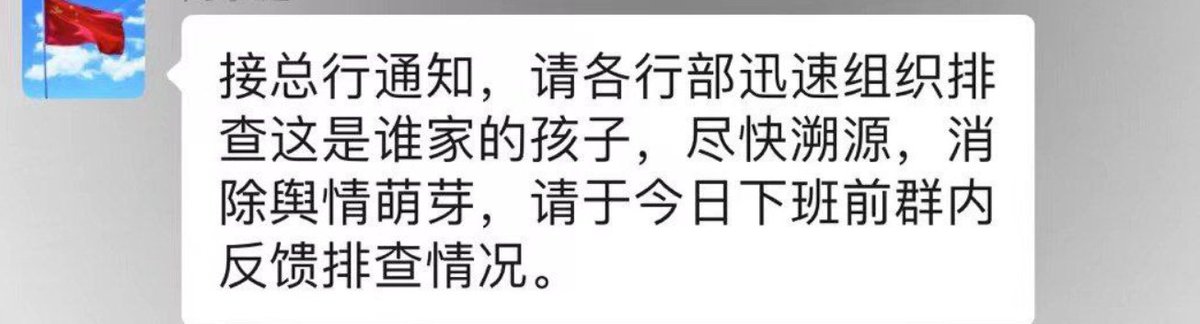 接总行通知，请各行部迅速组织排
查这是谁家的孩子，尽快溯源，消
除舆情萌芽，请于今日下班前群内
反馈排查情况。